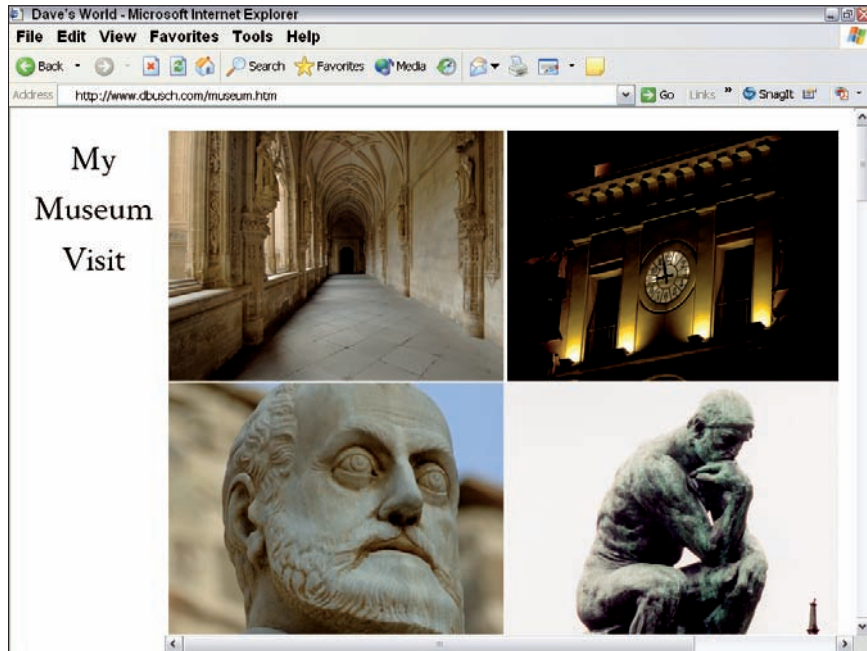 Dave's World - Microsoft Internet Explorer
File Edit View Favorites Tools Help
Back Search Favorites Media
Address http://www.dbusch.com/museum.htm Go Links » SnagIt
My
Museum
Visit